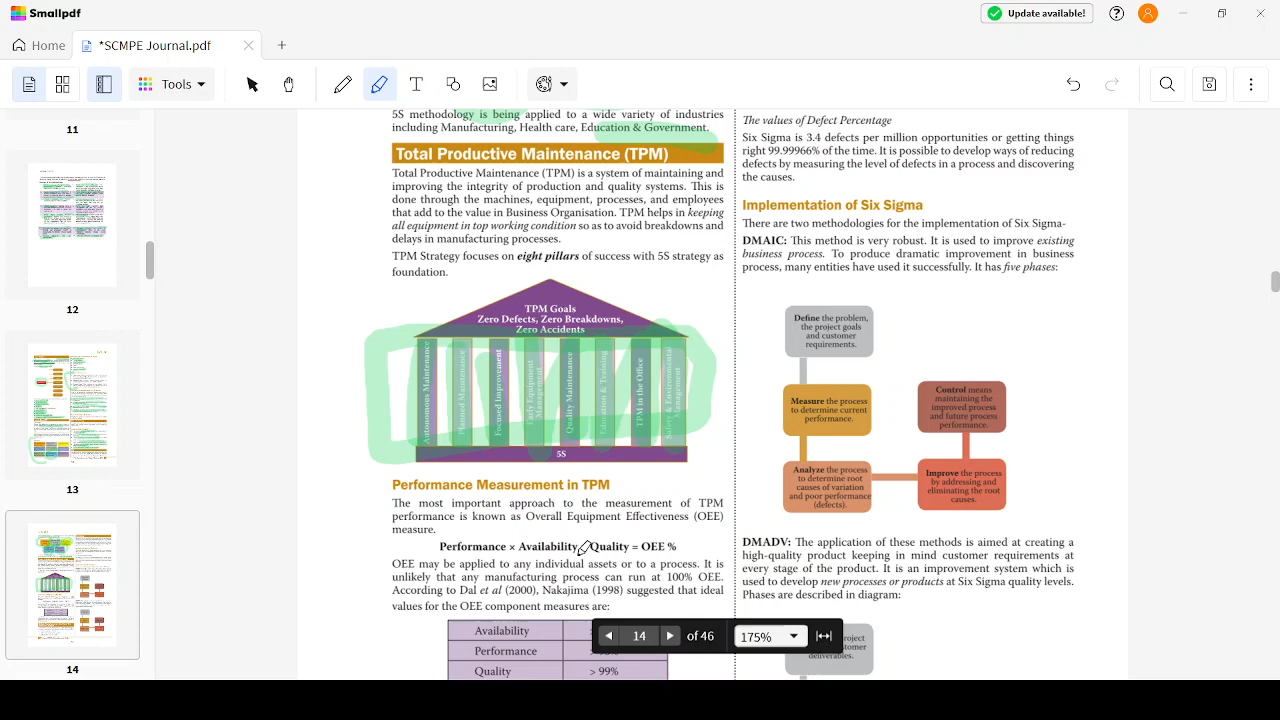 Smallpdf
Update available!
Home
*SCMPE Journal.pdf
Tools
11
12
13
14
5S methodology is being applied to a wide variety of industries
including Manufacturing, Health care, Education & Government.
Total Productive Maintenance (TPM)
Total Productive Maintenance (TPM) is a system of maintaining and
improving the integrity of production and quality systems. This is
done through the machines, equipment, processes, and employees
that add to the value in Business Organisation. TPM helps in keeping
all equipment in top working condition so as to avoid breakdowns and
delays in manufacturing processes.
TPM Strategy focuses on eight pillars of success with 5S strategy as
foundation.
TPM Goals
Zero Defects, Zero Breakdowns,
Zero Accidents
Autonomous Maintenance
Planned Maintenance
Focused Improvement
Early Equipment
Management
Quality Maintenance
Education & Training
TPM in the Office
Safety & Environmental
Management
5S
Performance Measurement in TPM
The most important approach to the measurement of TPM
performance is known as Overall Equipment Effectiveness (OEE)
measure.
Performance × Availability Quality = OEE %
OEE may be applied to any individual assets or to a process. It is
unlikely that any manufacturing process can run at 100% OEE.
According to Dal et al (2000), Nakajima (1998) suggested that ideal
values for the OEE component measures are:
Availability
Performance
Quality > 99%
The values of Defect Percentage
Six Sigma is 3.4 defects per million opportunities or getting things
right 99.99966% of the time. It is possible to develop ways of reducing
defects by measuring the level of defects in a process and discovering
the causes.
Implementation of Six Sigma
There are two methodologies for the implementation of Six Sigma-
DMAIC: This method is very robust. It is used to improve existing
business process. To produce dramatic improvement in business
process, many entities have used it successfully. It has five phases:
Define the problem,
the project goals
and customer
requirements.
Measure the process
to determine current
performance.
Analyze the process
to determine root
causes of variation
and poor performance
(defects).
Control means
maintaining the
improved process
and future process
performance.
Improve the process
by addressing and
eliminating the root
causes.
DMADV: The application of these methods is aimed at creating a
high-quality product keeping in mind customer requirements at
every stage of the product. It is an improvement system which is
used to develop new processes or products at Six Sigma quality levels.
Phases are described in diagram:
deliverables.
14 of 46
175%